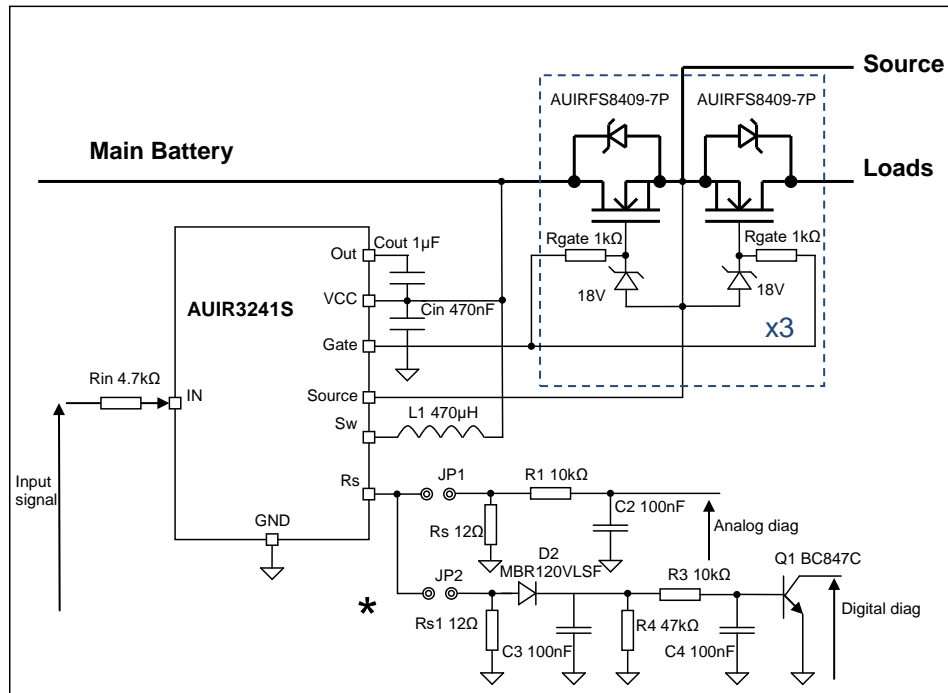 Source
AUIRFS8409-7P
AUIRFS8409-7P
Main Battery
Loads
Rgate 1kΩ
Rgate 1kΩ
Cout 1µF
Out
18V
18V
VCC
AUIR3241S
Cin 470nF
x3
Gate
Rin 4.7kΩ
IN
Source
L1 470µH
Sw
Input
signal
JP1
R1 10kΩ
Rs
C2 100nF
GND
Rs 12Ω
Analog diag
D2
MBR120VLSF
Q1 BC847C
JP2
R3 10kΩ
*
Digital diag
Rs1 12Ω
R4 47kΩ
C3 100nF
C4 100nF